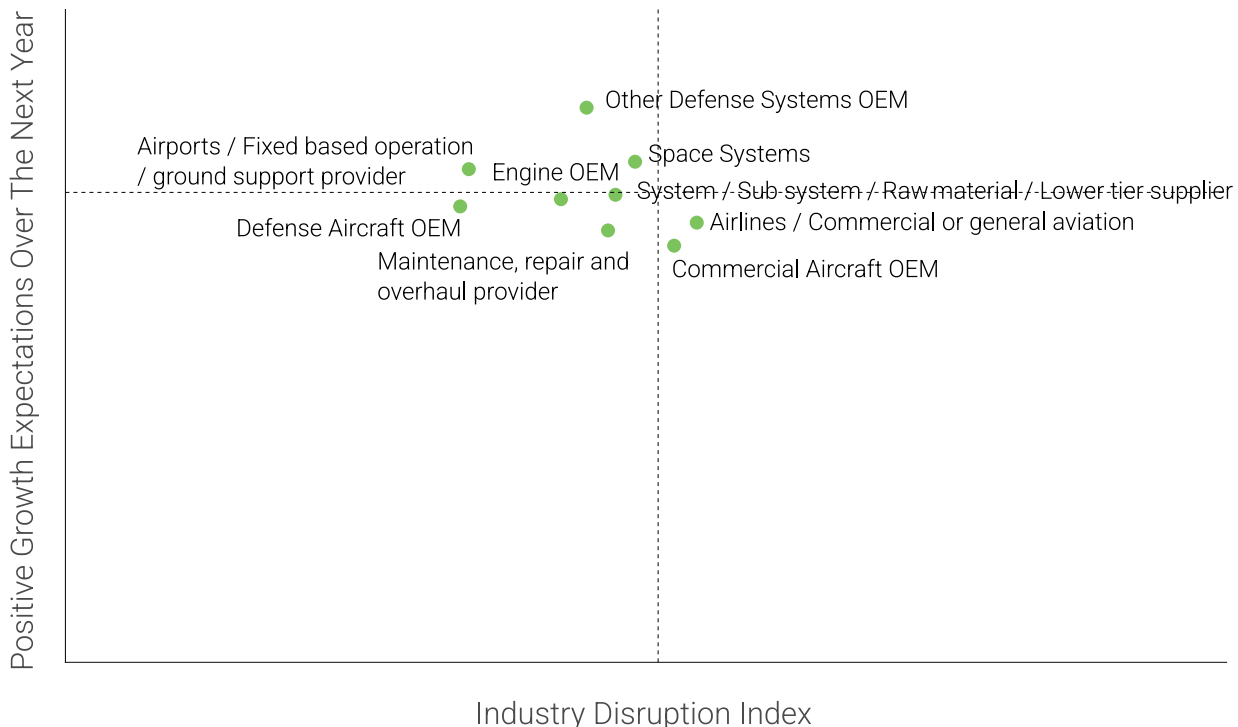 Positive Growth Expectations Over The Next Year
Other Defense Systems OEM
Airports / Fixed based operation
/ ground support provider
Space Systems
Engine OEM
System / Sub system / Raw material / Lower tier supplier
Defense Aircraft OEM
Airlines / Commercial or general aviation
Maintenance, repair and
overhaul provider
Commercial Aircraft OEM
Industry Disruption Index